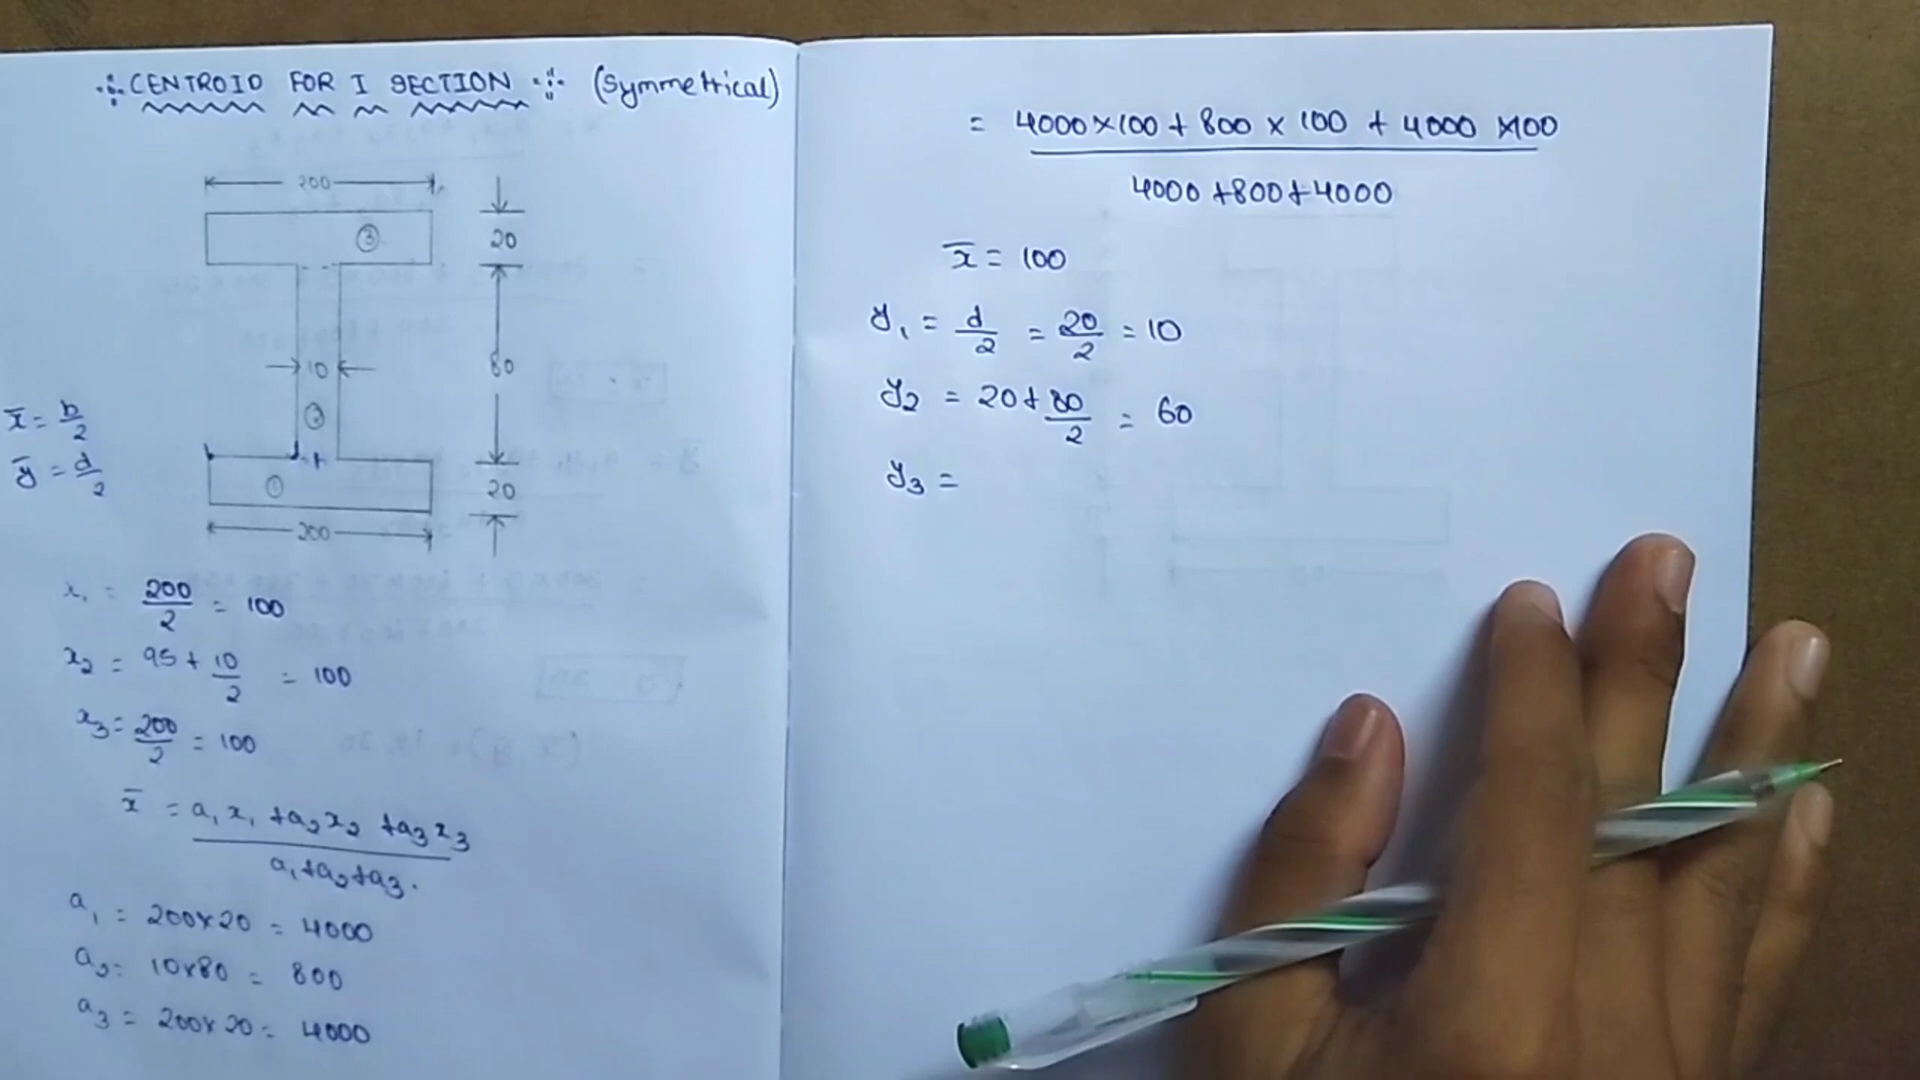 CENTROID FOR I SECTION (Symmetrical)
200
③
20
10
80
②
x̄ = b/2
ȳ = d/2
①
20
200
x₁ = 200/2 = 100
x₂ = 95 + 10/2 = 100
x₃ = 200/2 = 100
x̄ = a₁x₁ + a₂x₂ + a₃x₃
a₁ + a₂ + a₃.
a₁ = 200×20 = 4000
a₂ = 10×80 = 800
a₃ = 200×20 = 4000
= 4000×100 + 800 × 100 + 4000 ×100
4000 + 800 + 4000
x̄ = 100
y₁ = d/2 = 20/2 = 10
y₂ = 20 + 80/2 = 60
y₃ =